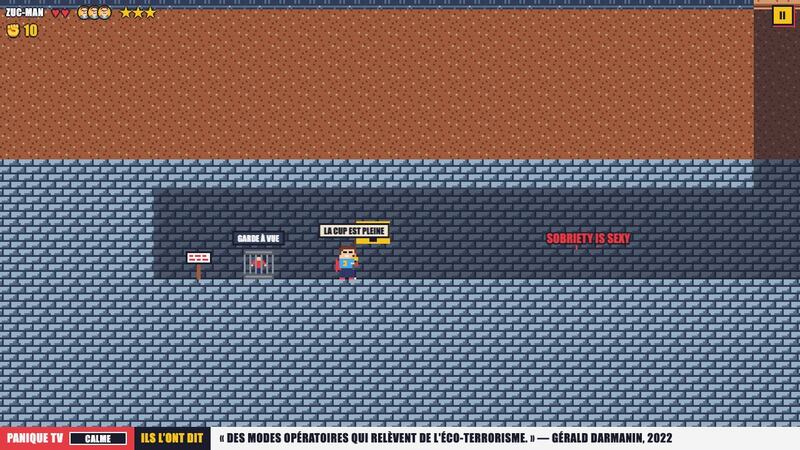 ZUC-MAN
10
GARDE À VUE
LA CUP EST PLEINE
SOBRIETY IS SEXY
PANIQUE TV
CALME
ILS L'ONT DIT
« DES MODES OPÉRATOIRES QUI RELÈVENT DE L'ÉCO-TERRORISME. » — GÉRALD DARMANIN, 2022